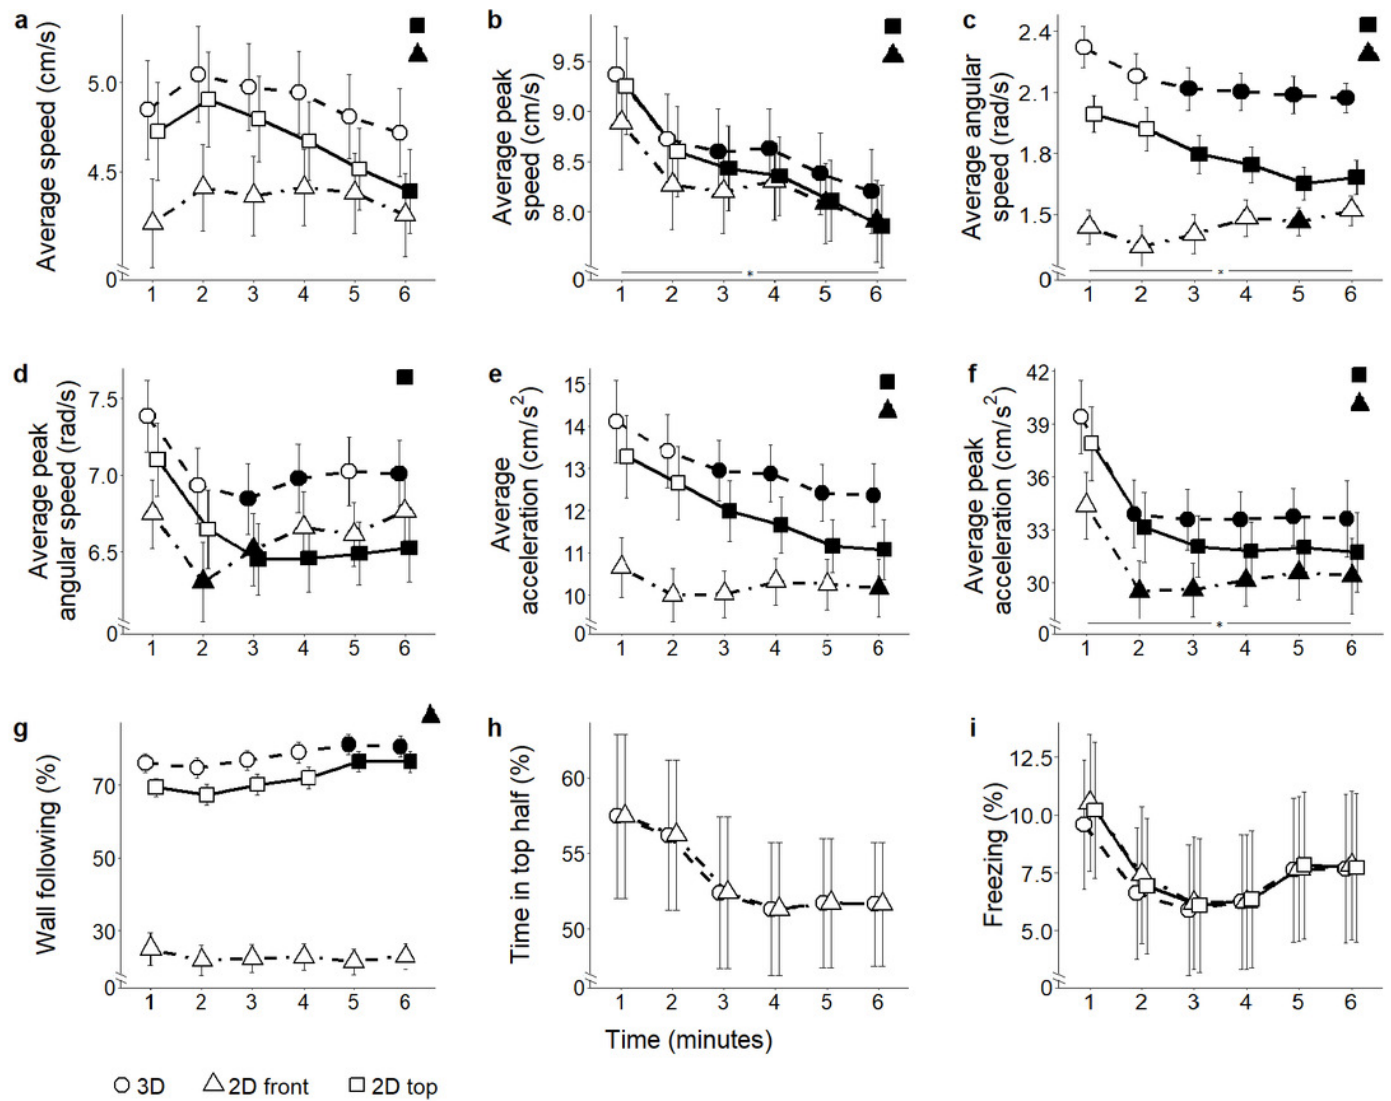 a
Average speed (cm/s)
5.0
4.5
0
1 2 3 4 5 6
b
Average peak
speed (cm/s)
9.5
9.0
8.5
8.0
0
*
1 2 3 4 5 6
c
Average angular
speed (rad/s)
2.4
2.1
1.8
1.5
0
*
1 2 3 4 5 6
d
Average peak
angular speed (rad/s)
7.5
7.0
6.5
0
1 2 3 4 5 6
e
Average
acceleration (cm/s²)
15
14
13
12
11
10
0
1 2 3 4 5 6
f
Average peak
acceleration (cm/s²)
42
39
36
33
30
0
*
1 2 3 4 5 6
g
Wall following (%)
70
50
30
0
1 2 3 4 5 6
h
Time in top half (%)
60
55
50
0
1 2 3 4 5 6
i
Freezing (%)
12.5
10.0
7.5
5.0
0
1 2 3 4 5 6
Time (minutes)
3D 2D front 2D top